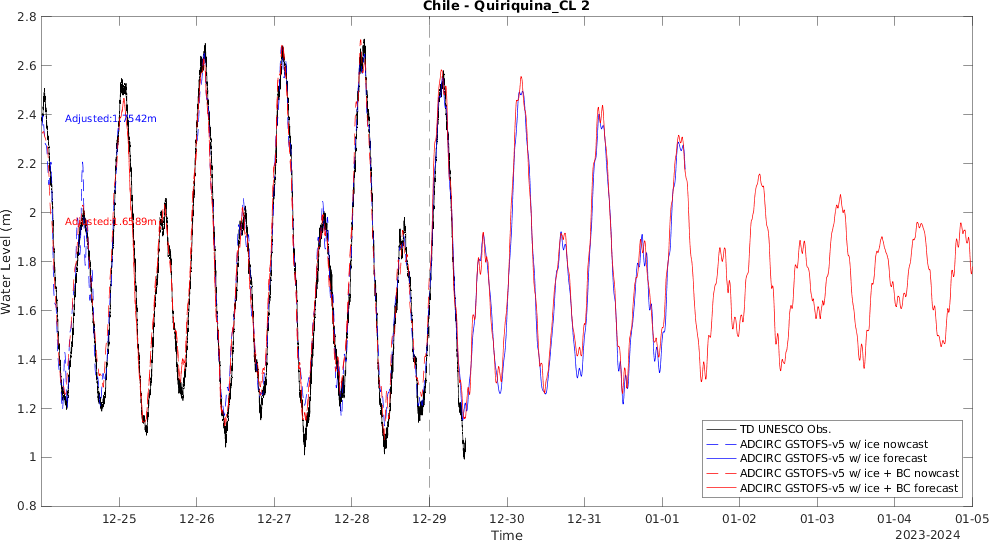 Chile - Quiriquina_CL 2
2.8
2.6
2.4
2.2
2
1.8
1.6
1.4
1.2
1
0.8
Water Level (m)
Adjusted:1.7542m
Adjusted:1.6589m
TD UNESCO Obs.
ADCIRC GSTOFS-v5 w/ ice nowcast
ADCIRC GSTOFS-v5 w/ ice forecast
ADCIRC GSTOFS-v5 w/ ice + BC nowcast
ADCIRC GSTOFS-v5 w/ ice + BC forecast
12-25 12-26 12-27 12-28 12-29 12-30 12-31 01-01 01-02 01-03 01-04 01-05
Time
2023-2024